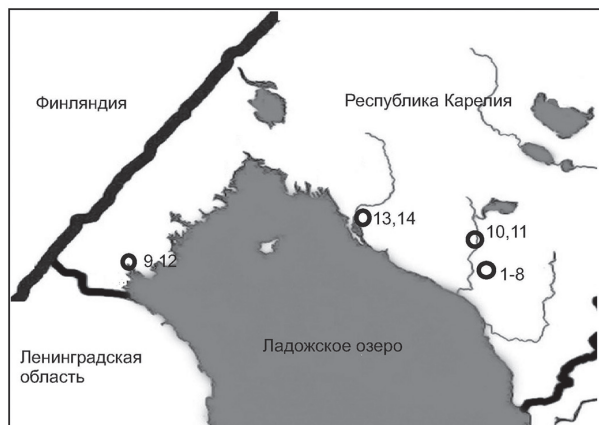 Финляндия
Республика Карелия
13,14
10,11
9,12
1-8
Ладожское озеро
Ленинградская
область